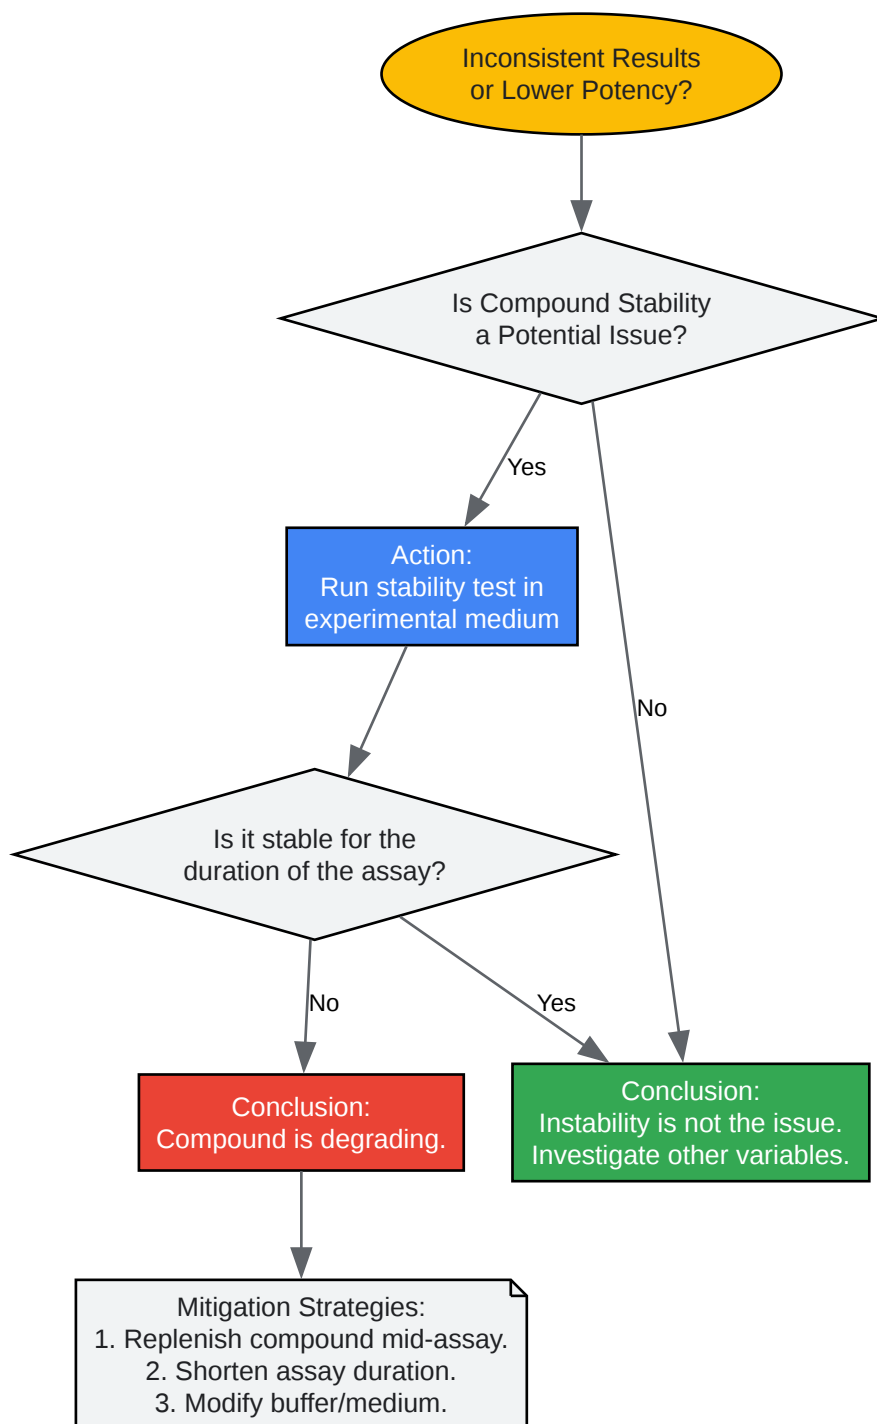 Inconsistent Results
or Lower Potency?
Is Compound Stability
a Potential Issue?
Yes
Action:
Run stability test in
experimental medium
No
Is it stable for the
duration of the assay?
No
Yes
Conclusion:
Compound is degrading.
Conclusion:
Instability is not the issue.
Investigate other variables.
Mitigation Strategies:
1. Replenish compound mid-assay.
2. Shorten assay duration.
3. Modify buffer/medium.